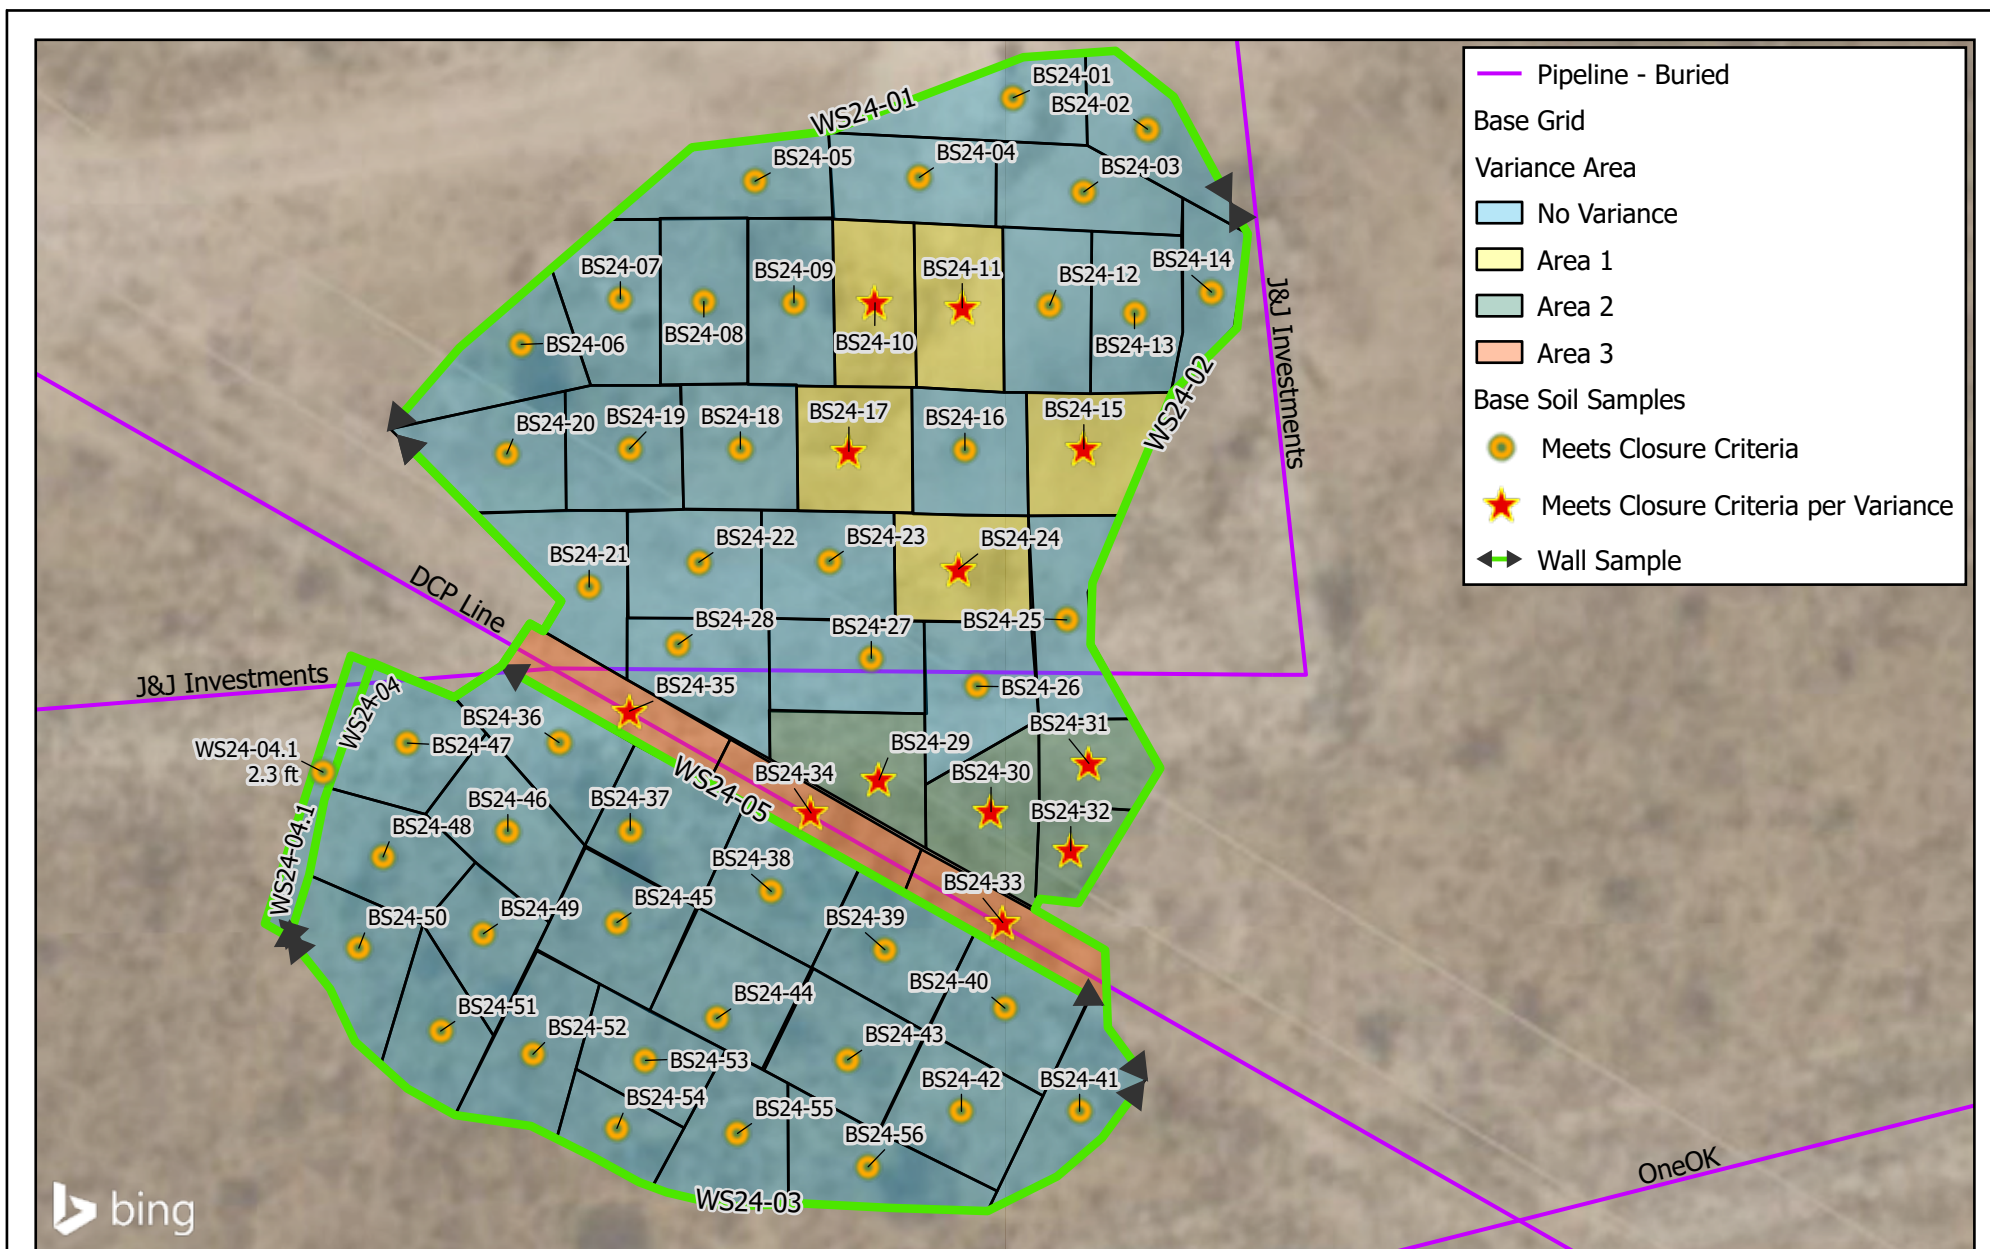 Pipeline - Buried
Base Grid
Variance Area
No Variance
Area 1
Area 2
Area 3
Base Soil Samples
Meets Closure Criteria
Meets Closure Criteria per Variance
Wall Sample
BS24-01
BS24-02
WS24-01
BS24-05
BS24-04
BS24-03
BS24-07
BS24-09
BS24-11
BS24-12
BS24-14
BS24-06
BS24-08
BS24-10
BS24-13
J&J Investments
WS24-02
BS24-20
BS24-19
BS24-18
BS24-17
BS24-16
BS24-15
BS24-21
BS24-22
BS24-23
BS24-24
DCP Line
BS24-28
BS24-27
BS24-25
J&J Investments
WS24-04
BS24-35
BS24-26
BS24-36
BS24-47
BS24-31
WS24-04.1
2.3 ft
BS24-29
WS24-05
BS24-34
BS24-30
BS24-46
BS24-37
BS24-32
BS24-48
WS24-04.1
BS24-38
BS24-33
BS24-50
BS24-49
BS24-45
BS24-39
BS24-40
BS24-44
BS24-51
BS24-52
BS24-43
BS24-53
BS24-42
BS24-41
BS24-54
BS24-55
BS24-56
WS24-03
OneOK
bing